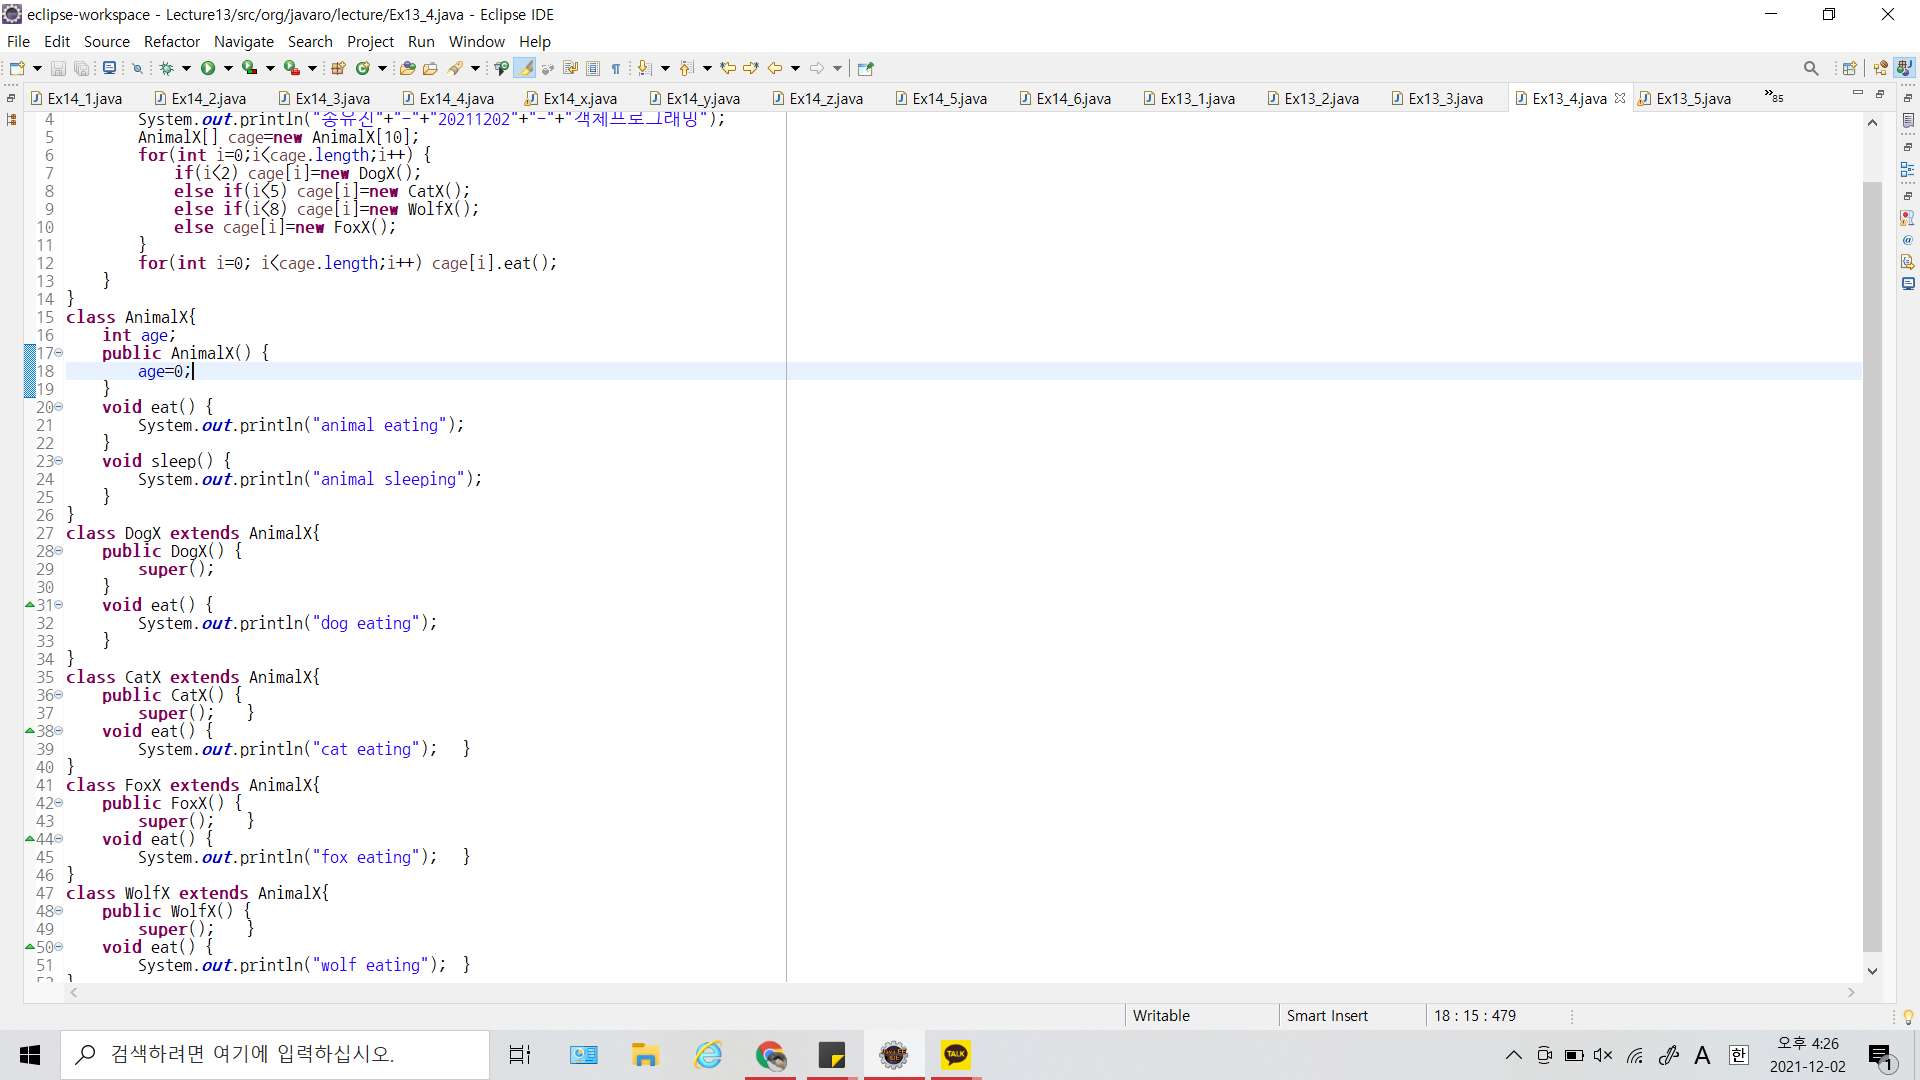 eclipse-workspace - Lecture13/src/org/javaro/lecture/Ex13_4.java - Eclipse IDE
File Edit Source Refactor Navigate Search Project Run Window Help
Ex14_1.java Ex14_2.java Ex14_3.java Ex14_4.java Ex14_x.java Ex14_y.java Ex14_z.java Ex14_5.java Ex14_6.java Ex13_1.java Ex13_2.java Ex13_3.java Ex13_4.java Ex13_5.java »85
4 System.out.println("송유진"+"-"+"20211202"+"-"+"객체프로그래밍");
5 AnimalX[] cage=new AnimalX[10];
6 for(int i=0;i<cage.length;i++) {
7 if(i<2) cage[i]=new DogX();
8 else if(i<5) cage[i]=new CatX();
9 else if(i<8) cage[i]=new WolfX();
10 else cage[i]=new FoxX();
11 }
12 for(int i=0; i<cage.length;i++) cage[i].eat();
13 }
14 }
15 class AnimalX{
16 int age;
17 public AnimalX() {
18 age=0;
19 }
20 void eat() {
21 System.out.println("animal eating");
22 }
23 void sleep() {
24 System.out.println("animal sleeping");
25 }
26 }
27 class DogX extends AnimalX{
28 public DogX() {
29 super();
30 }
31 void eat() {
32 System.out.println("dog eating");
33 }
34 }
35 class CatX extends AnimalX{
36 public CatX() {
37 super(); }
38 void eat() {
39 System.out.println("cat eating"); }
40 }
41 class FoxX extends AnimalX{
42 public FoxX() {
43 super(); }
44 void eat() {
45 System.out.println("fox eating"); }
46 }
47 class WolfX extends AnimalX{
48 public WolfX() {
49 super(); }
50 void eat() {
51 System.out.println("wolf eating"); }
52 }
Writable Smart Insert 18 : 15 : 479
검색하려면 여기에 입력하십시오.
TALK
A 한
오후 4:26
2021-12-02
1